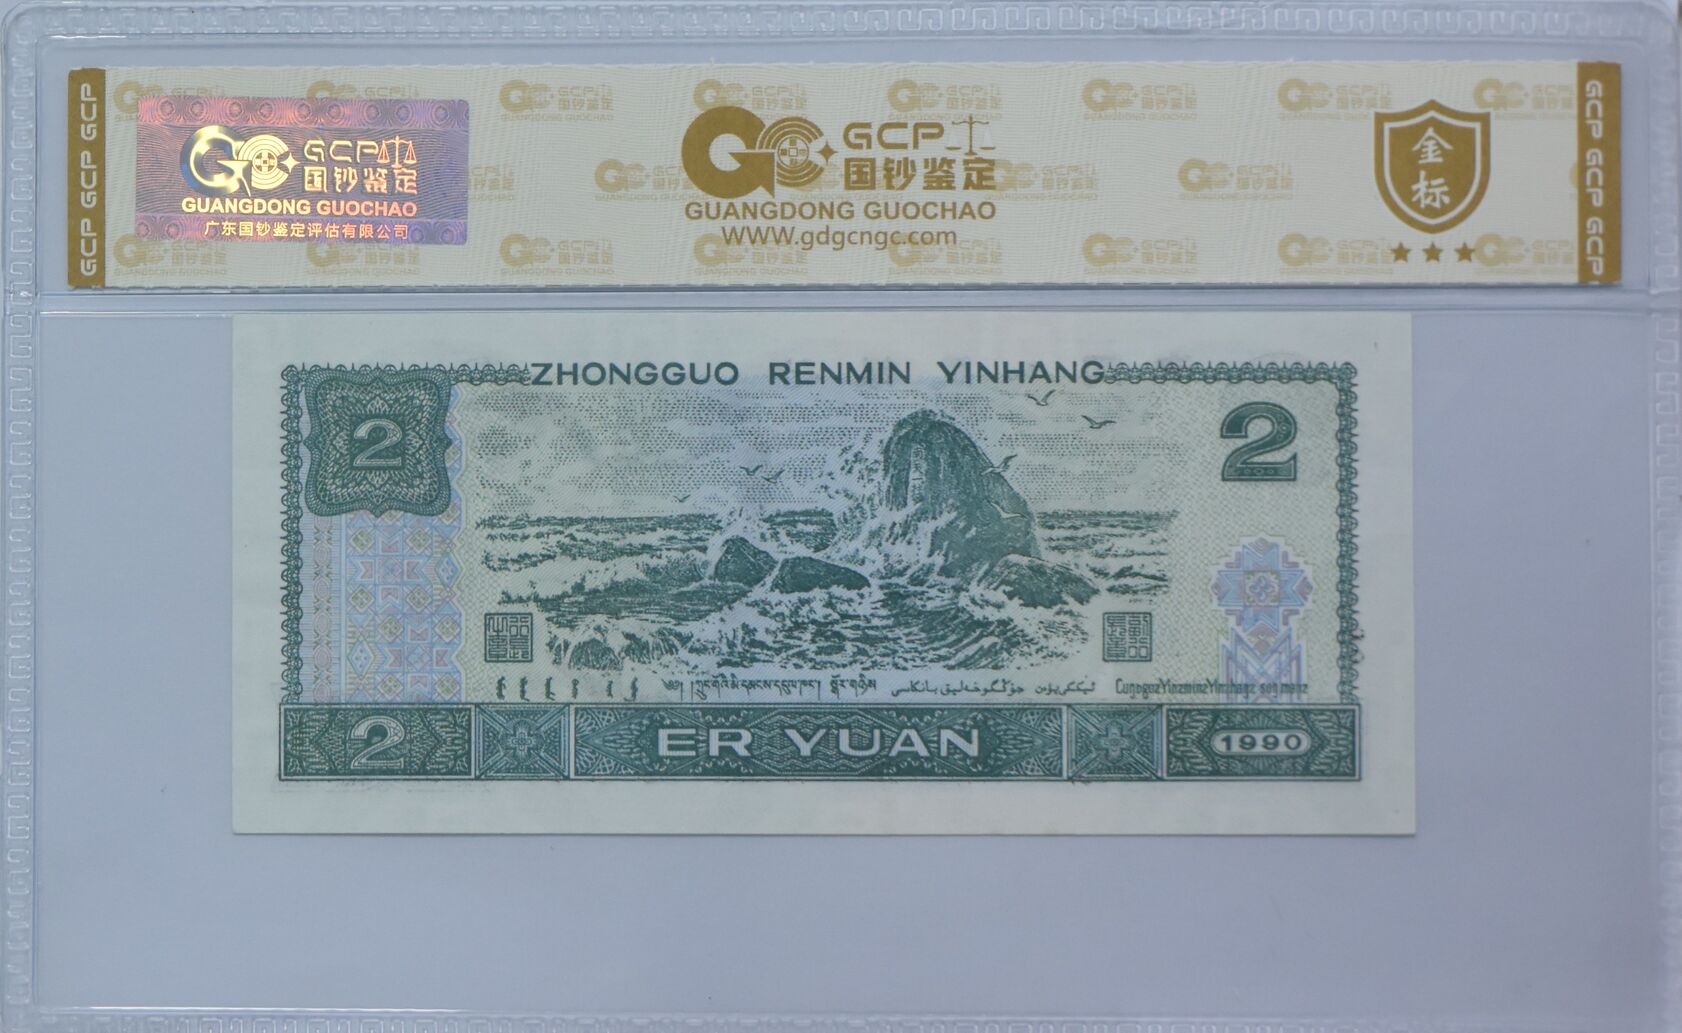 GCP GCP GCP
GCP
国钞鉴定
GUANGDONG GUOCHAO
广东国钞鉴定评估有限公司
GCP
国钞鉴定
GUANGDONG GUOCHAO
www.gdgcngc.com
金标
GCP GCP GCP
ZHONGGUO RENMIN YINHANG
2
2
2
ER YUAN
1990